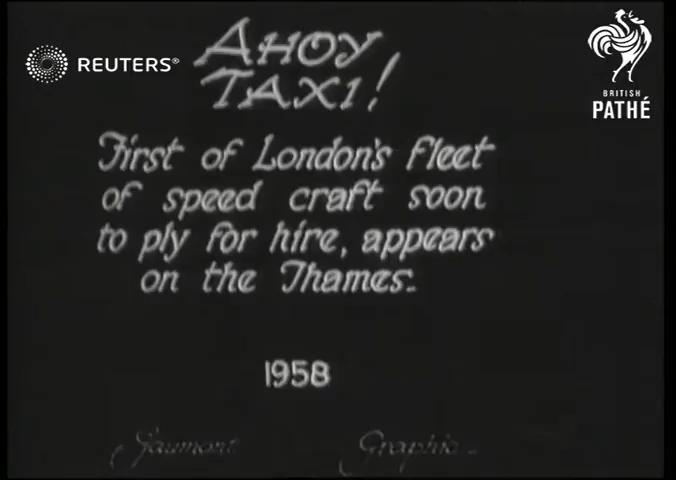 AHOY
TAXI!
REUTERS®
BRITISH
PATHÉ
First of London's fleet
of speed craft soon
to ply for hire, appears
on the Thames.
1958
Gaumont Graphic